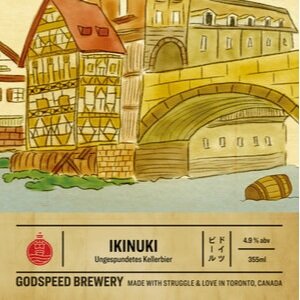 IKINUKI
Ungespundetes Kellerbier
ドイツ
ビール
4.9 % abv
355ml
GODSPEED BREWERY MADE WITH STRUGGLE & LOVE IN TORONTO, CANADA